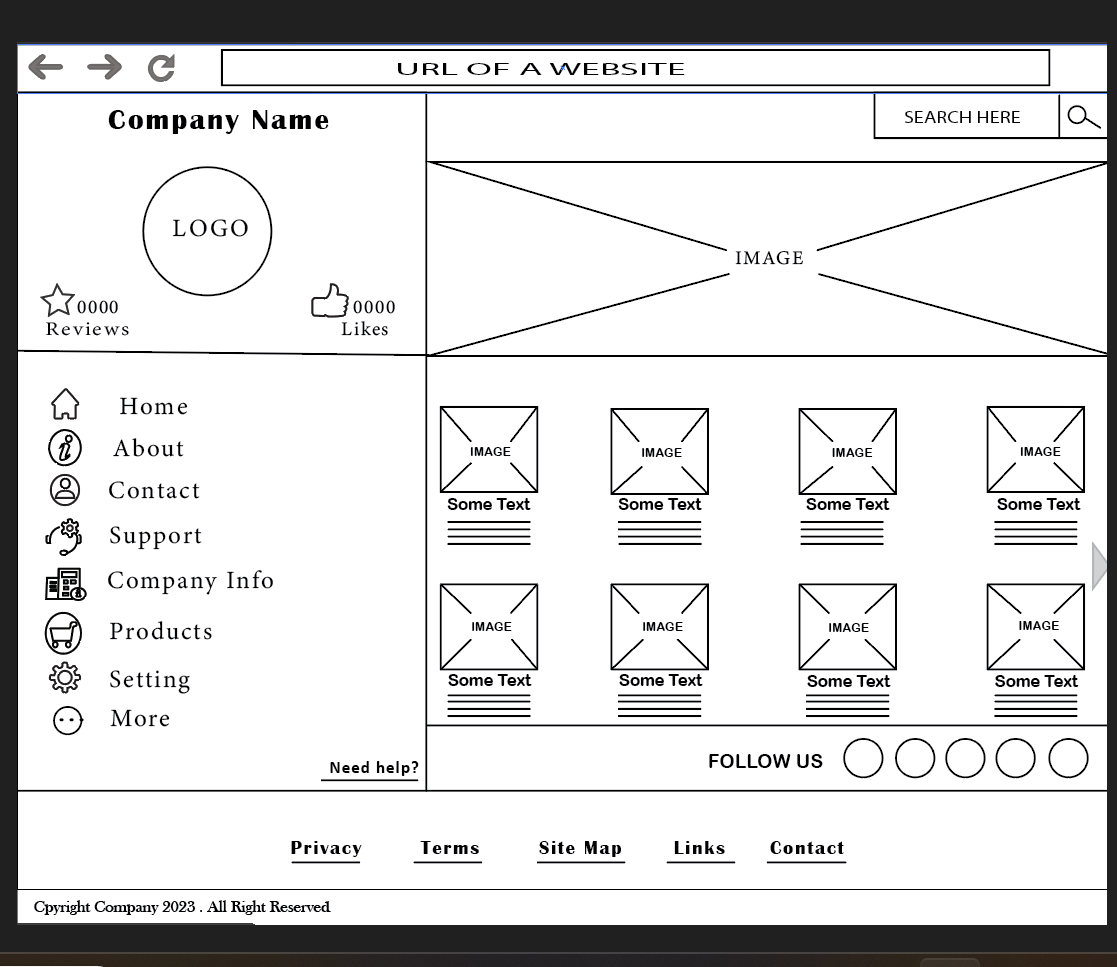 URL OF A WEBSITE
Company Name
SEARCH HERE
LOGO
IMAGE
0000
Reviews
0000
Likes
Home
About
Contact
Support
Company Info
Products
Setting
More
Need help?
IMAGE IMAGE IMAGE IMAGE
Some Text Some Text Some Text Some Text
IMAGE IMAGE IMAGE IMAGE
Some Text Some Text Some Text Some Text
FOLLOW US
Privacy Terms Site Map Links Contact
Cpyright Company 2023 . All Right Reserved